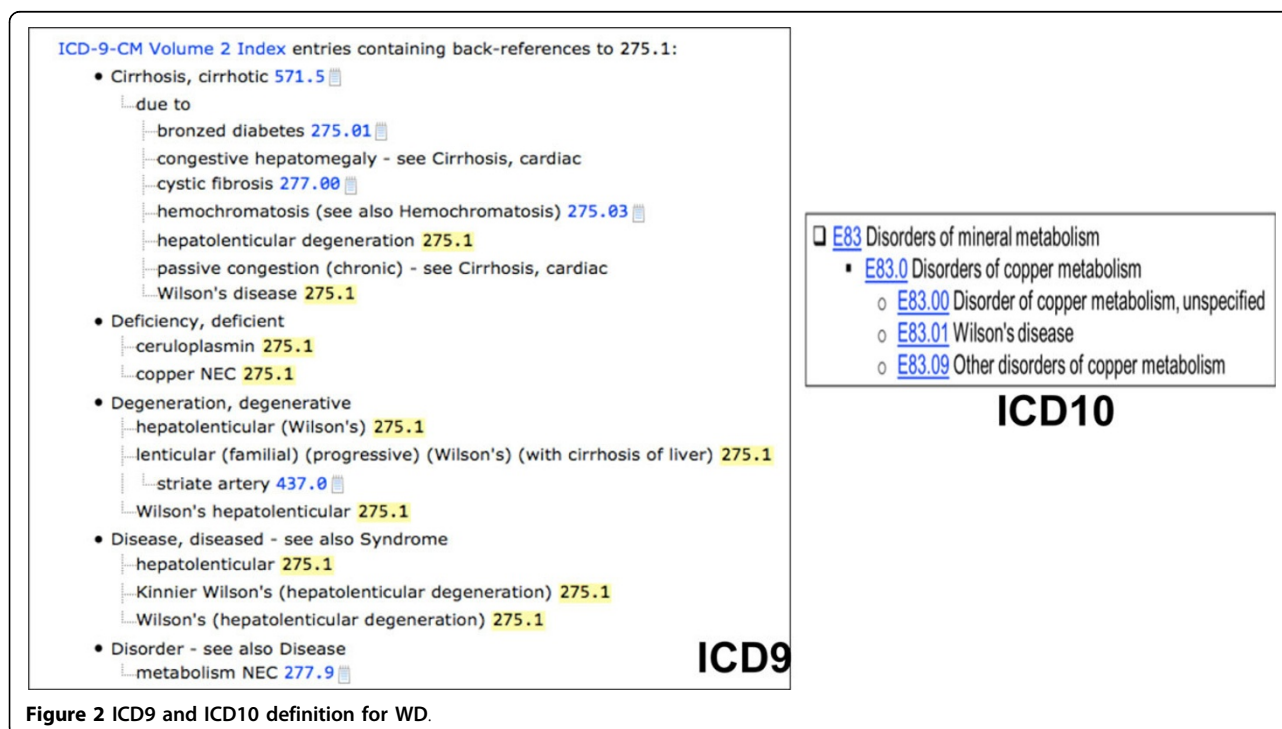 ICD-9-CM Volume 2 Index entries containing back-references to 275.1:
• Cirrhosis, cirrhotic 571.5
due to
bronzed diabetes 275.01
congestive hepatomegaly - see Cirrhosis, cardiac
cystic fibrosis 277.00
hemochromatosis (see also Hemochromatosis) 275.03
hepatolenticular degeneration 275.1
passive congestion (chronic) - see Cirrhosis, cardiac
Wilson's disease 275.1
• Deficiency, deficient
ceruloplasmin 275.1
copper NEC 275.1
• Degeneration, degenerative
hepatolenticular (Wilson's) 275.1
lenticular (familial) (progressive) (Wilson's) (with cirrhosis of liver) 275.1
striate artery 437.0
Wilson's hepatolenticular 275.1
• Disease, diseased - see also Syndrome
hepatolenticular 275.1
Kinnier Wilson's (hepatolenticular degeneration) 275.1
Wilson's (hepatolenticular degeneration) 275.1
• Disorder - see also Disease
metabolism NEC 277.9
ICD9
❑ E83 Disorders of mineral metabolism
▪ E83.0 Disorders of copper metabolism
○ E83.00 Disorder of copper metabolism, unspecified
○ E83.01 Wilson's disease
○ E83.09 Other disorders of copper metabolism
ICD10
Figure 2 ICD9 and ICD10 definition for WD.